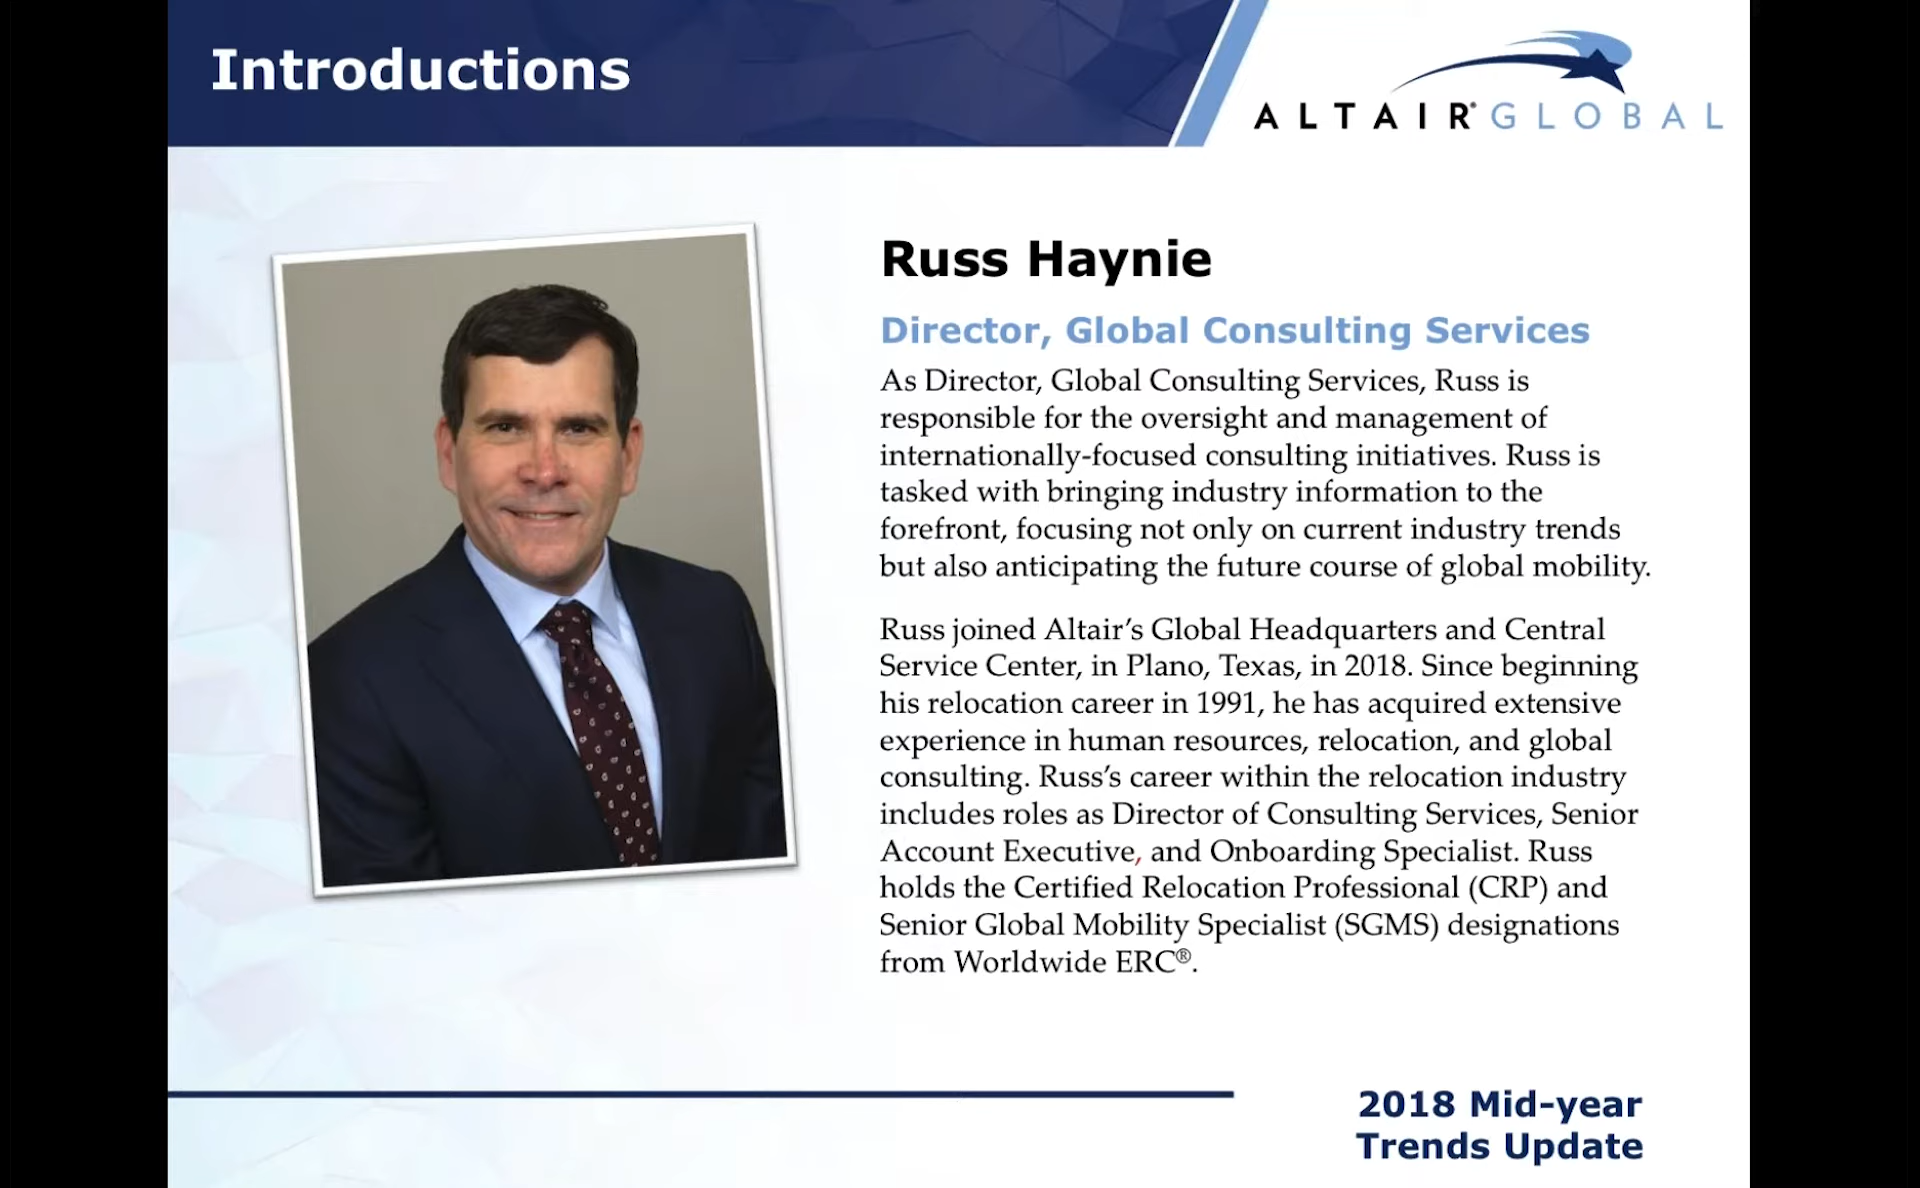 Introductions
ALTAIR® GLOBAL
Russ Haynie
Director, Global Consulting Services
As Director, Global Consulting Services, Russ is
responsible for the oversight and management of
internationally-focused consulting initiatives. Russ is
tasked with bringing industry information to the
forefront, focusing not only on current industry trends
but also anticipating the future course of global mobility.
Russ joined Altair’s Global Headquarters and Central
Service Center, in Plano, Texas, in 2018. Since beginning
his relocation career in 1991, he has acquired extensive
experience in human resources, relocation, and global
consulting. Russ’s career within the relocation industry
includes roles as Director of Consulting Services, Senior
Account Executive, and Onboarding Specialist. Russ
holds the Certified Relocation Professional (CRP) and
Senior Global Mobility Specialist (SGMS) designations
from Worldwide ERC®.
2018 Mid-year
Trends Update